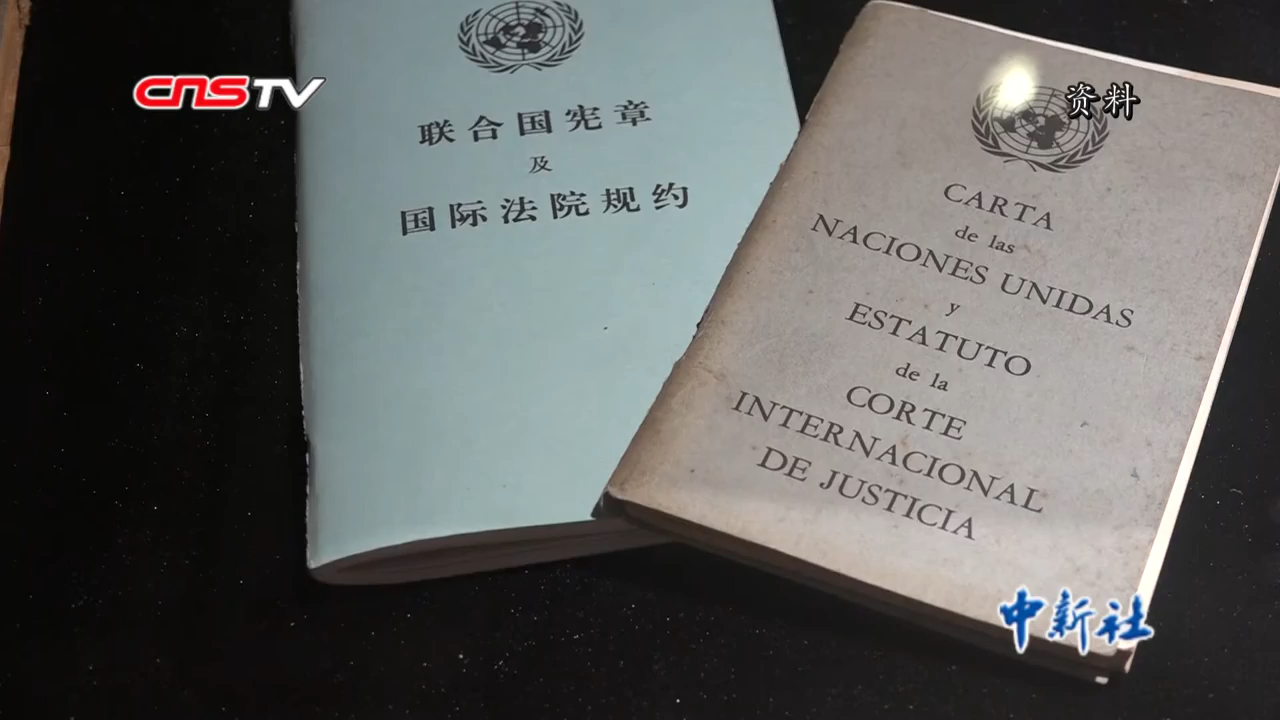 CNSTV
资料
联合国宪章
及
国际法院规约
CARTA
de las
NACIONES UNIDAS
y
ESTATUTO
de la
CORTE
INTERNACIONAL
DE JUSTICIA
中新社